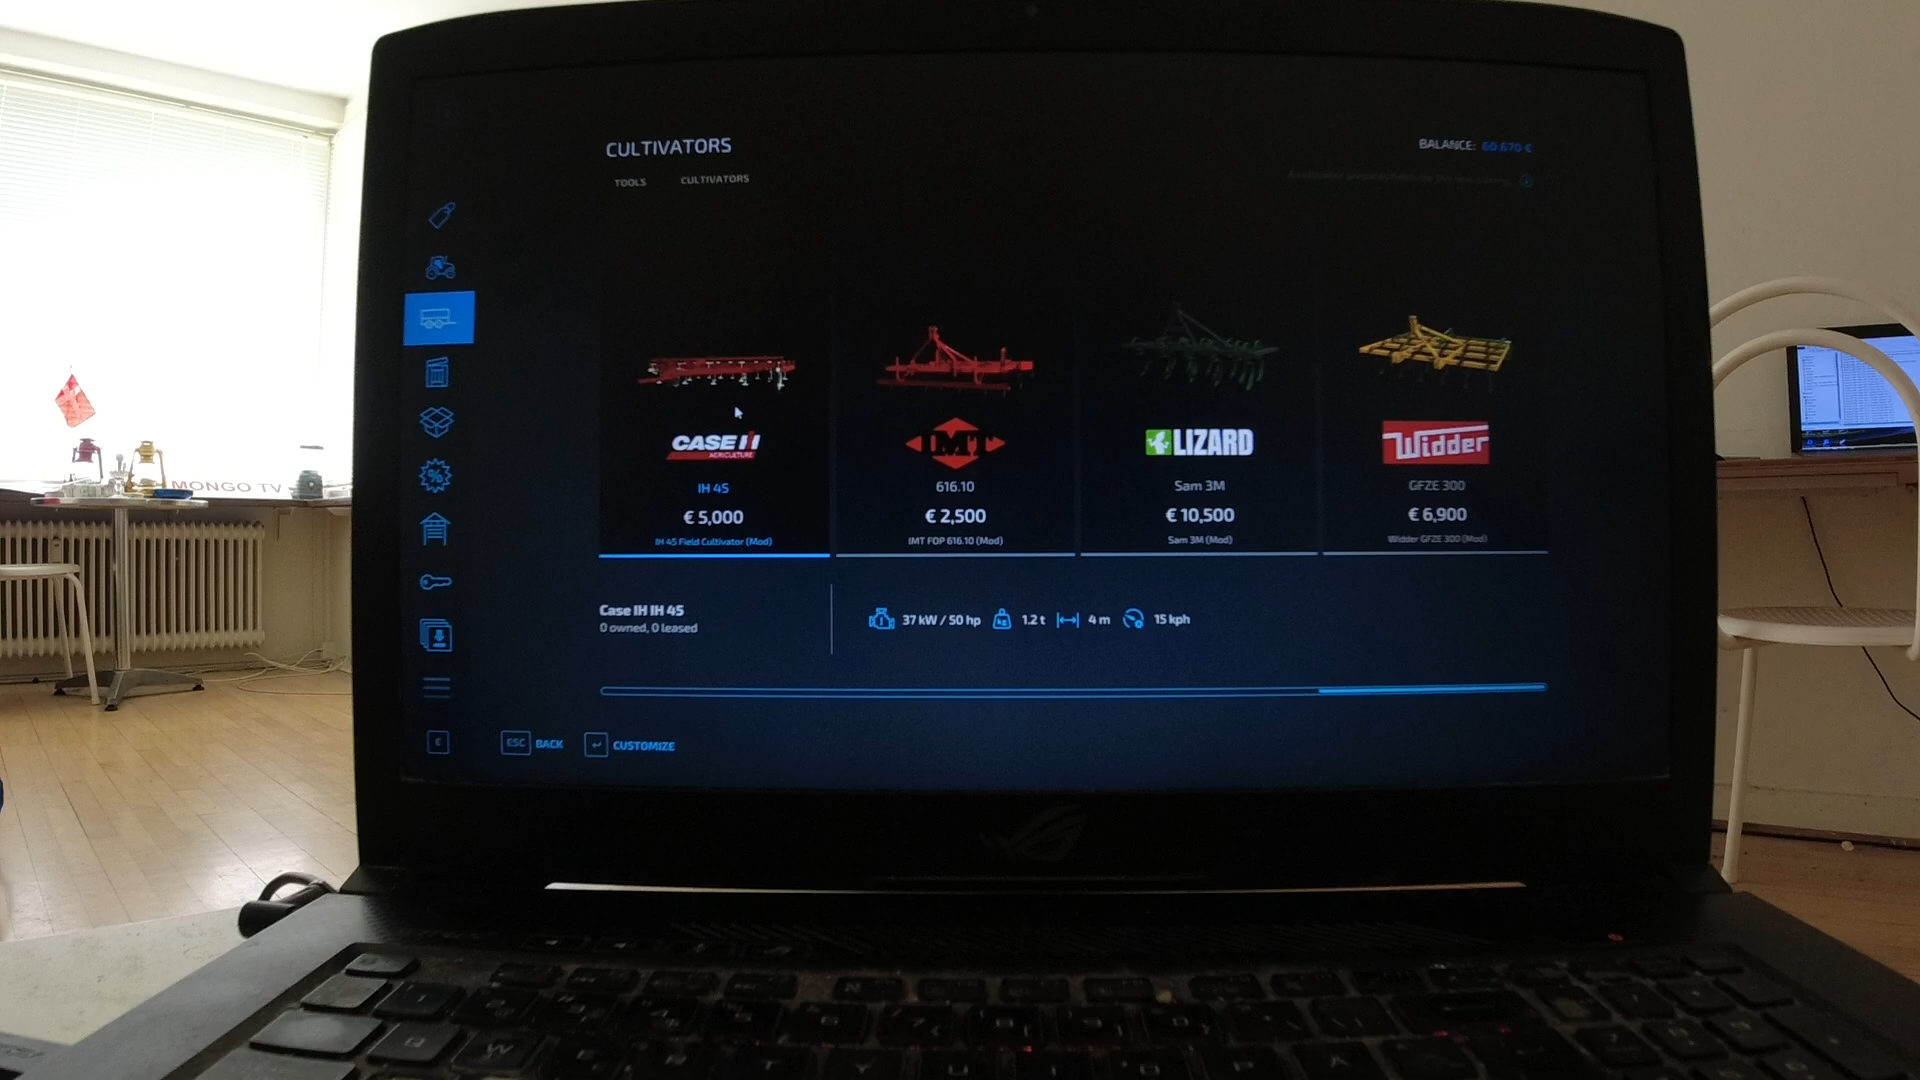 CULTIVATORS
BALANCE: 60,670 €
TOOLS CULTIVATORS
CASE IH
AGRICULTURE
IMT
LIZARD
Widder
IH 45
616.10
Sam 3M
GFZE 300
€ 5,000
€ 2,500
€ 10,500
€ 6,900
IH 45 Field Cultivator (Mod)
IMT FOP 616.10 (Mod)
Sam 3M (Mod)
Widder GFZE 300 (Mod)
Case IH IH 45
0 owned, 0 leased
37 kW / 50 hp
1.2 t
4 m
15 kph
ESC BACK
CUSTOMIZE
MONGO TV